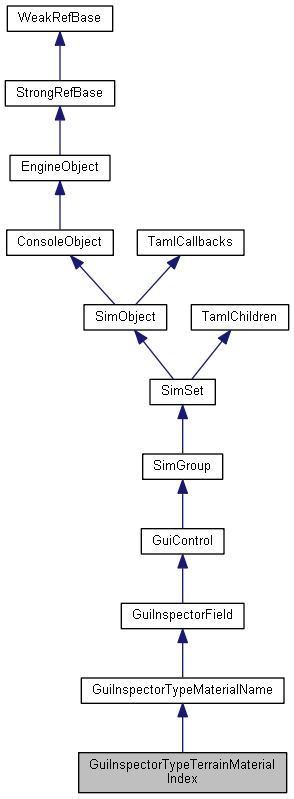 WeakRefBase
StrongRefBase
EngineObject
ConsoleObject
TamlCallbacks
SimObject
TamlChildren
SimSet
SimGroup
GuiControl
GuiInspectorField
GuiInspectorTypeMaterialName
GuiInspectorTypeTerrainMaterial
Index